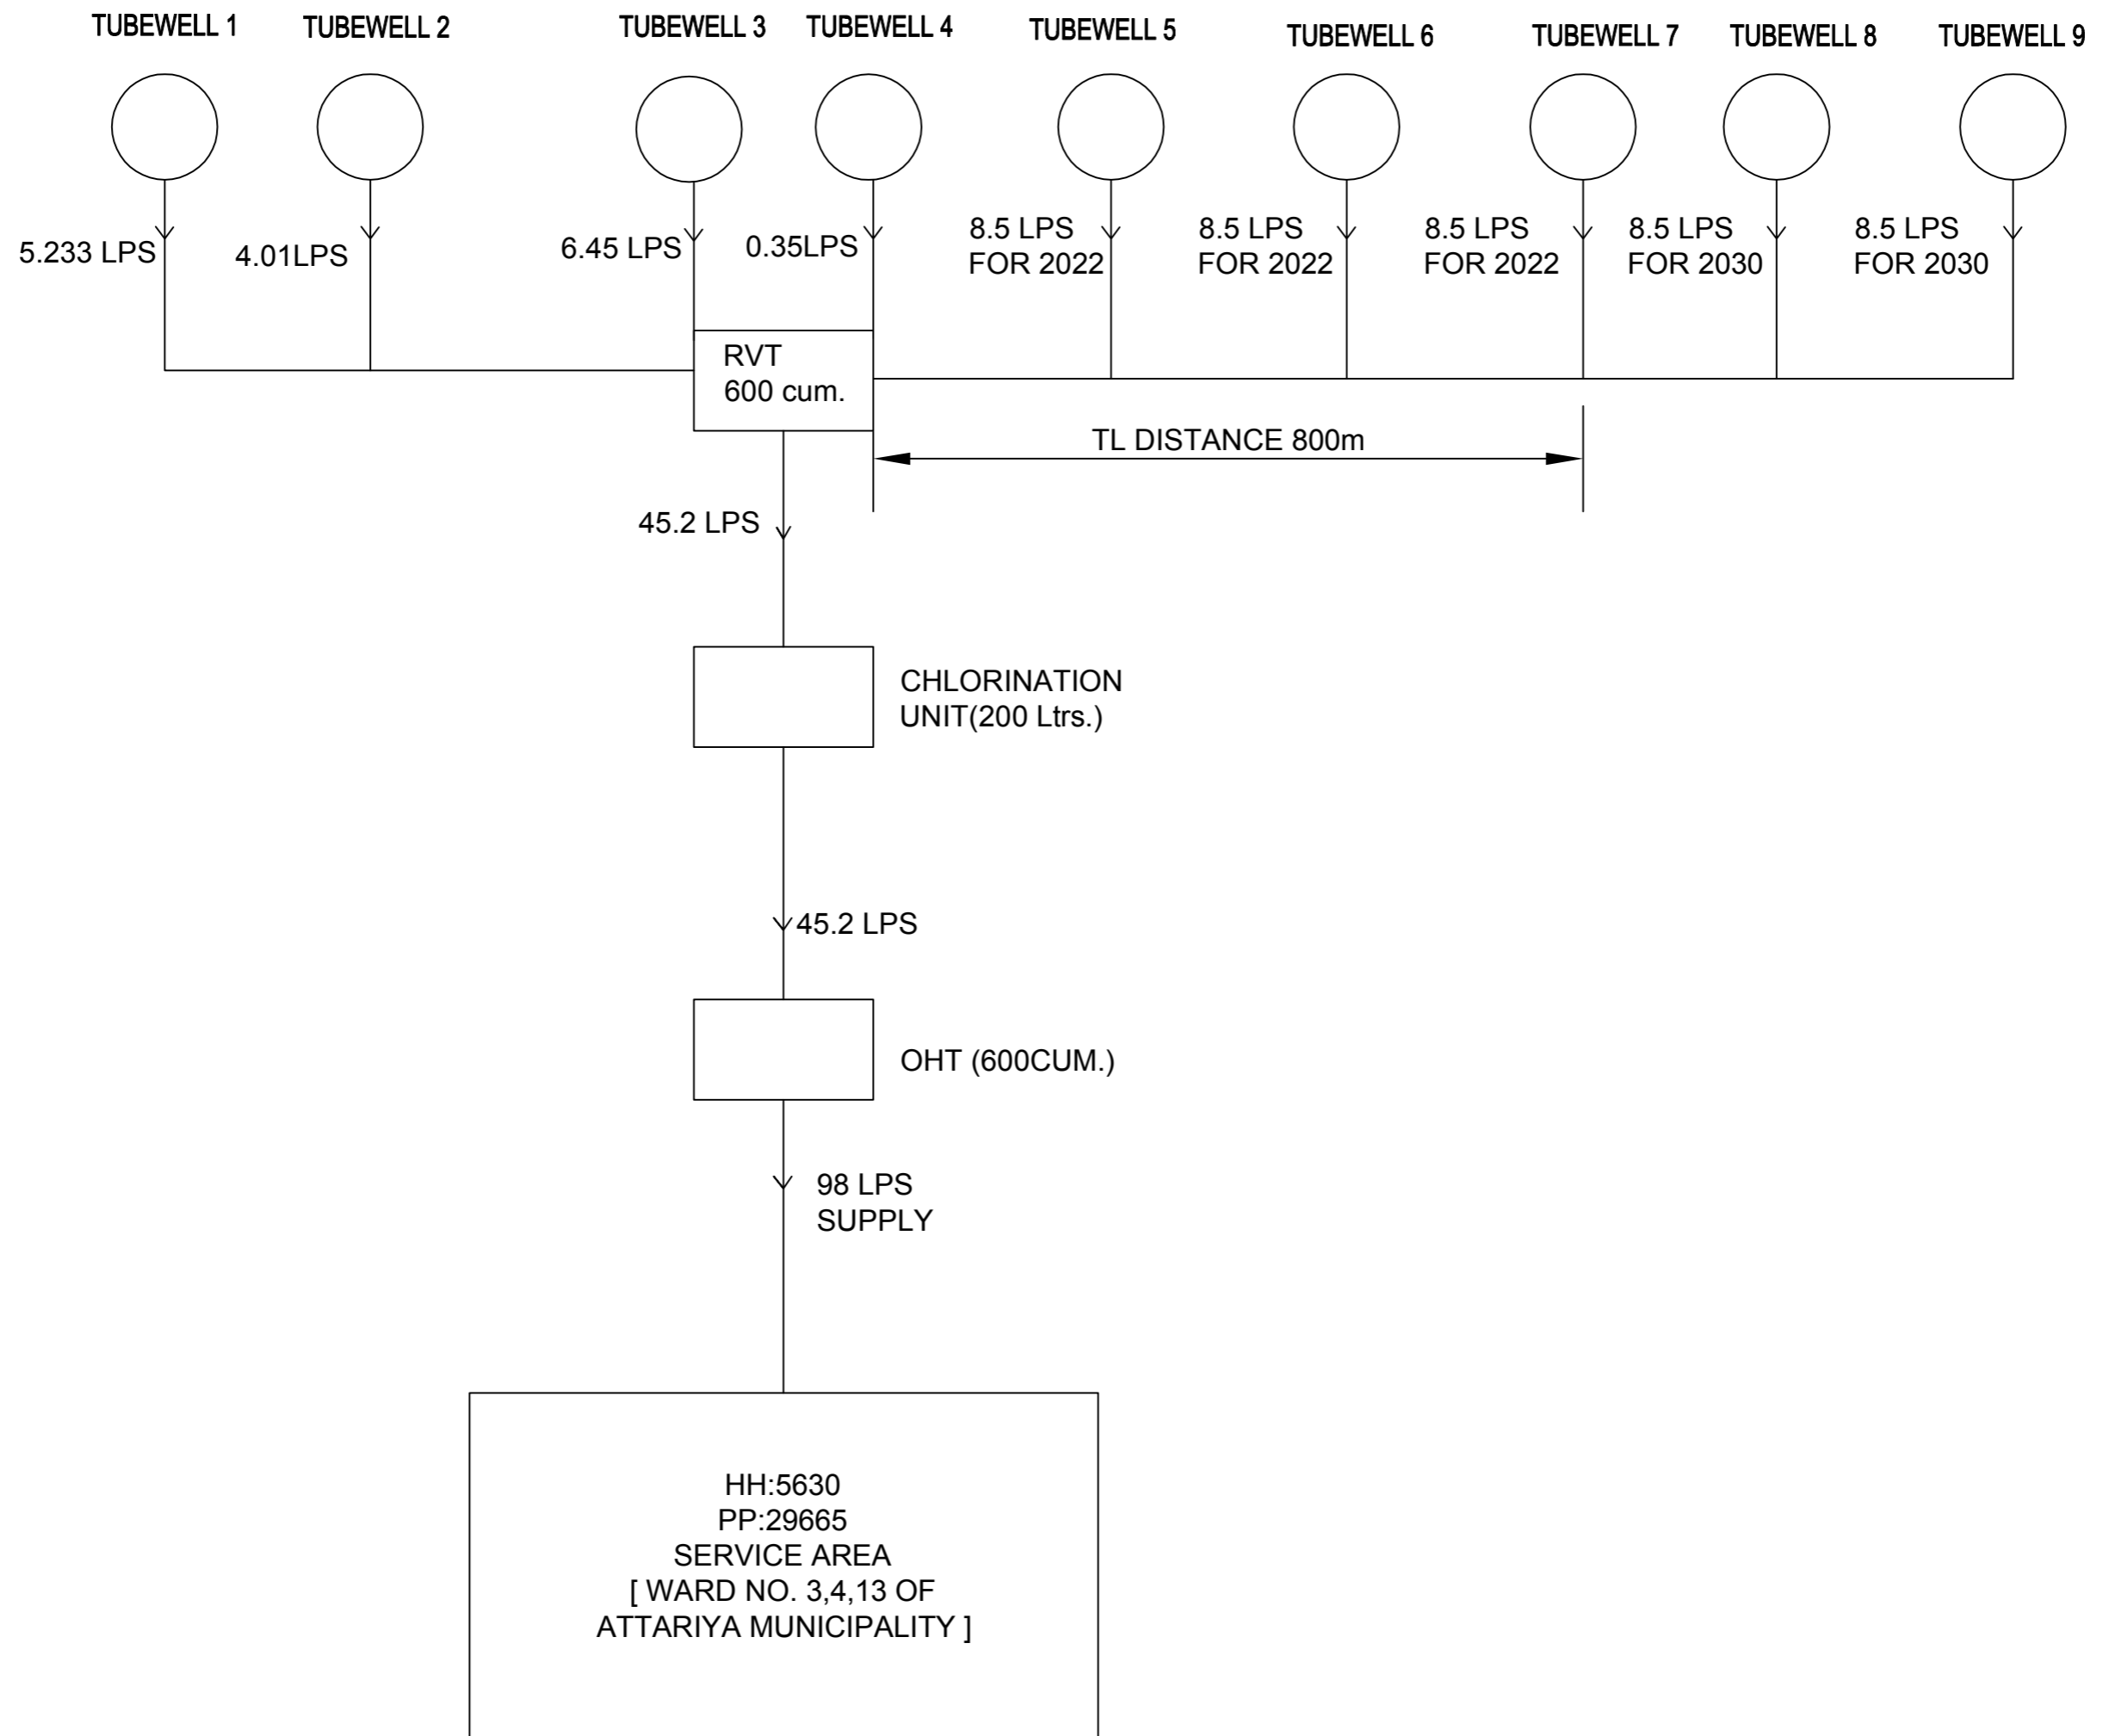 TUBEWELL 1
TUBEWELL 2
TUBEWELL 3
TUBEWELL 4
TUBEWELL 5
TUBEWELL 6
TUBEWELL 7
TUBEWELL 8
TUBEWELL 9
5.233 LPS
4.01LPS
6.45 LPS
0.35LPS
8.5 LPS
FOR 2022
8.5 LPS
FOR 2022
8.5 LPS
FOR 2022
8.5 LPS
FOR 2030
8.5 LPS
FOR 2030
RVT
600 cum.
TL DISTANCE 800m
45.2 LPS
CHLORINATION
UNIT(200 Ltrs.)
45.2 LPS
OHT (600CUM.)
98 LPS
SUPPLY
HH:5630
PP:29665
SERVICE AREA
[ WARD NO. 3,4,13 OF
ATTARIYA MUNICIPALITY ]